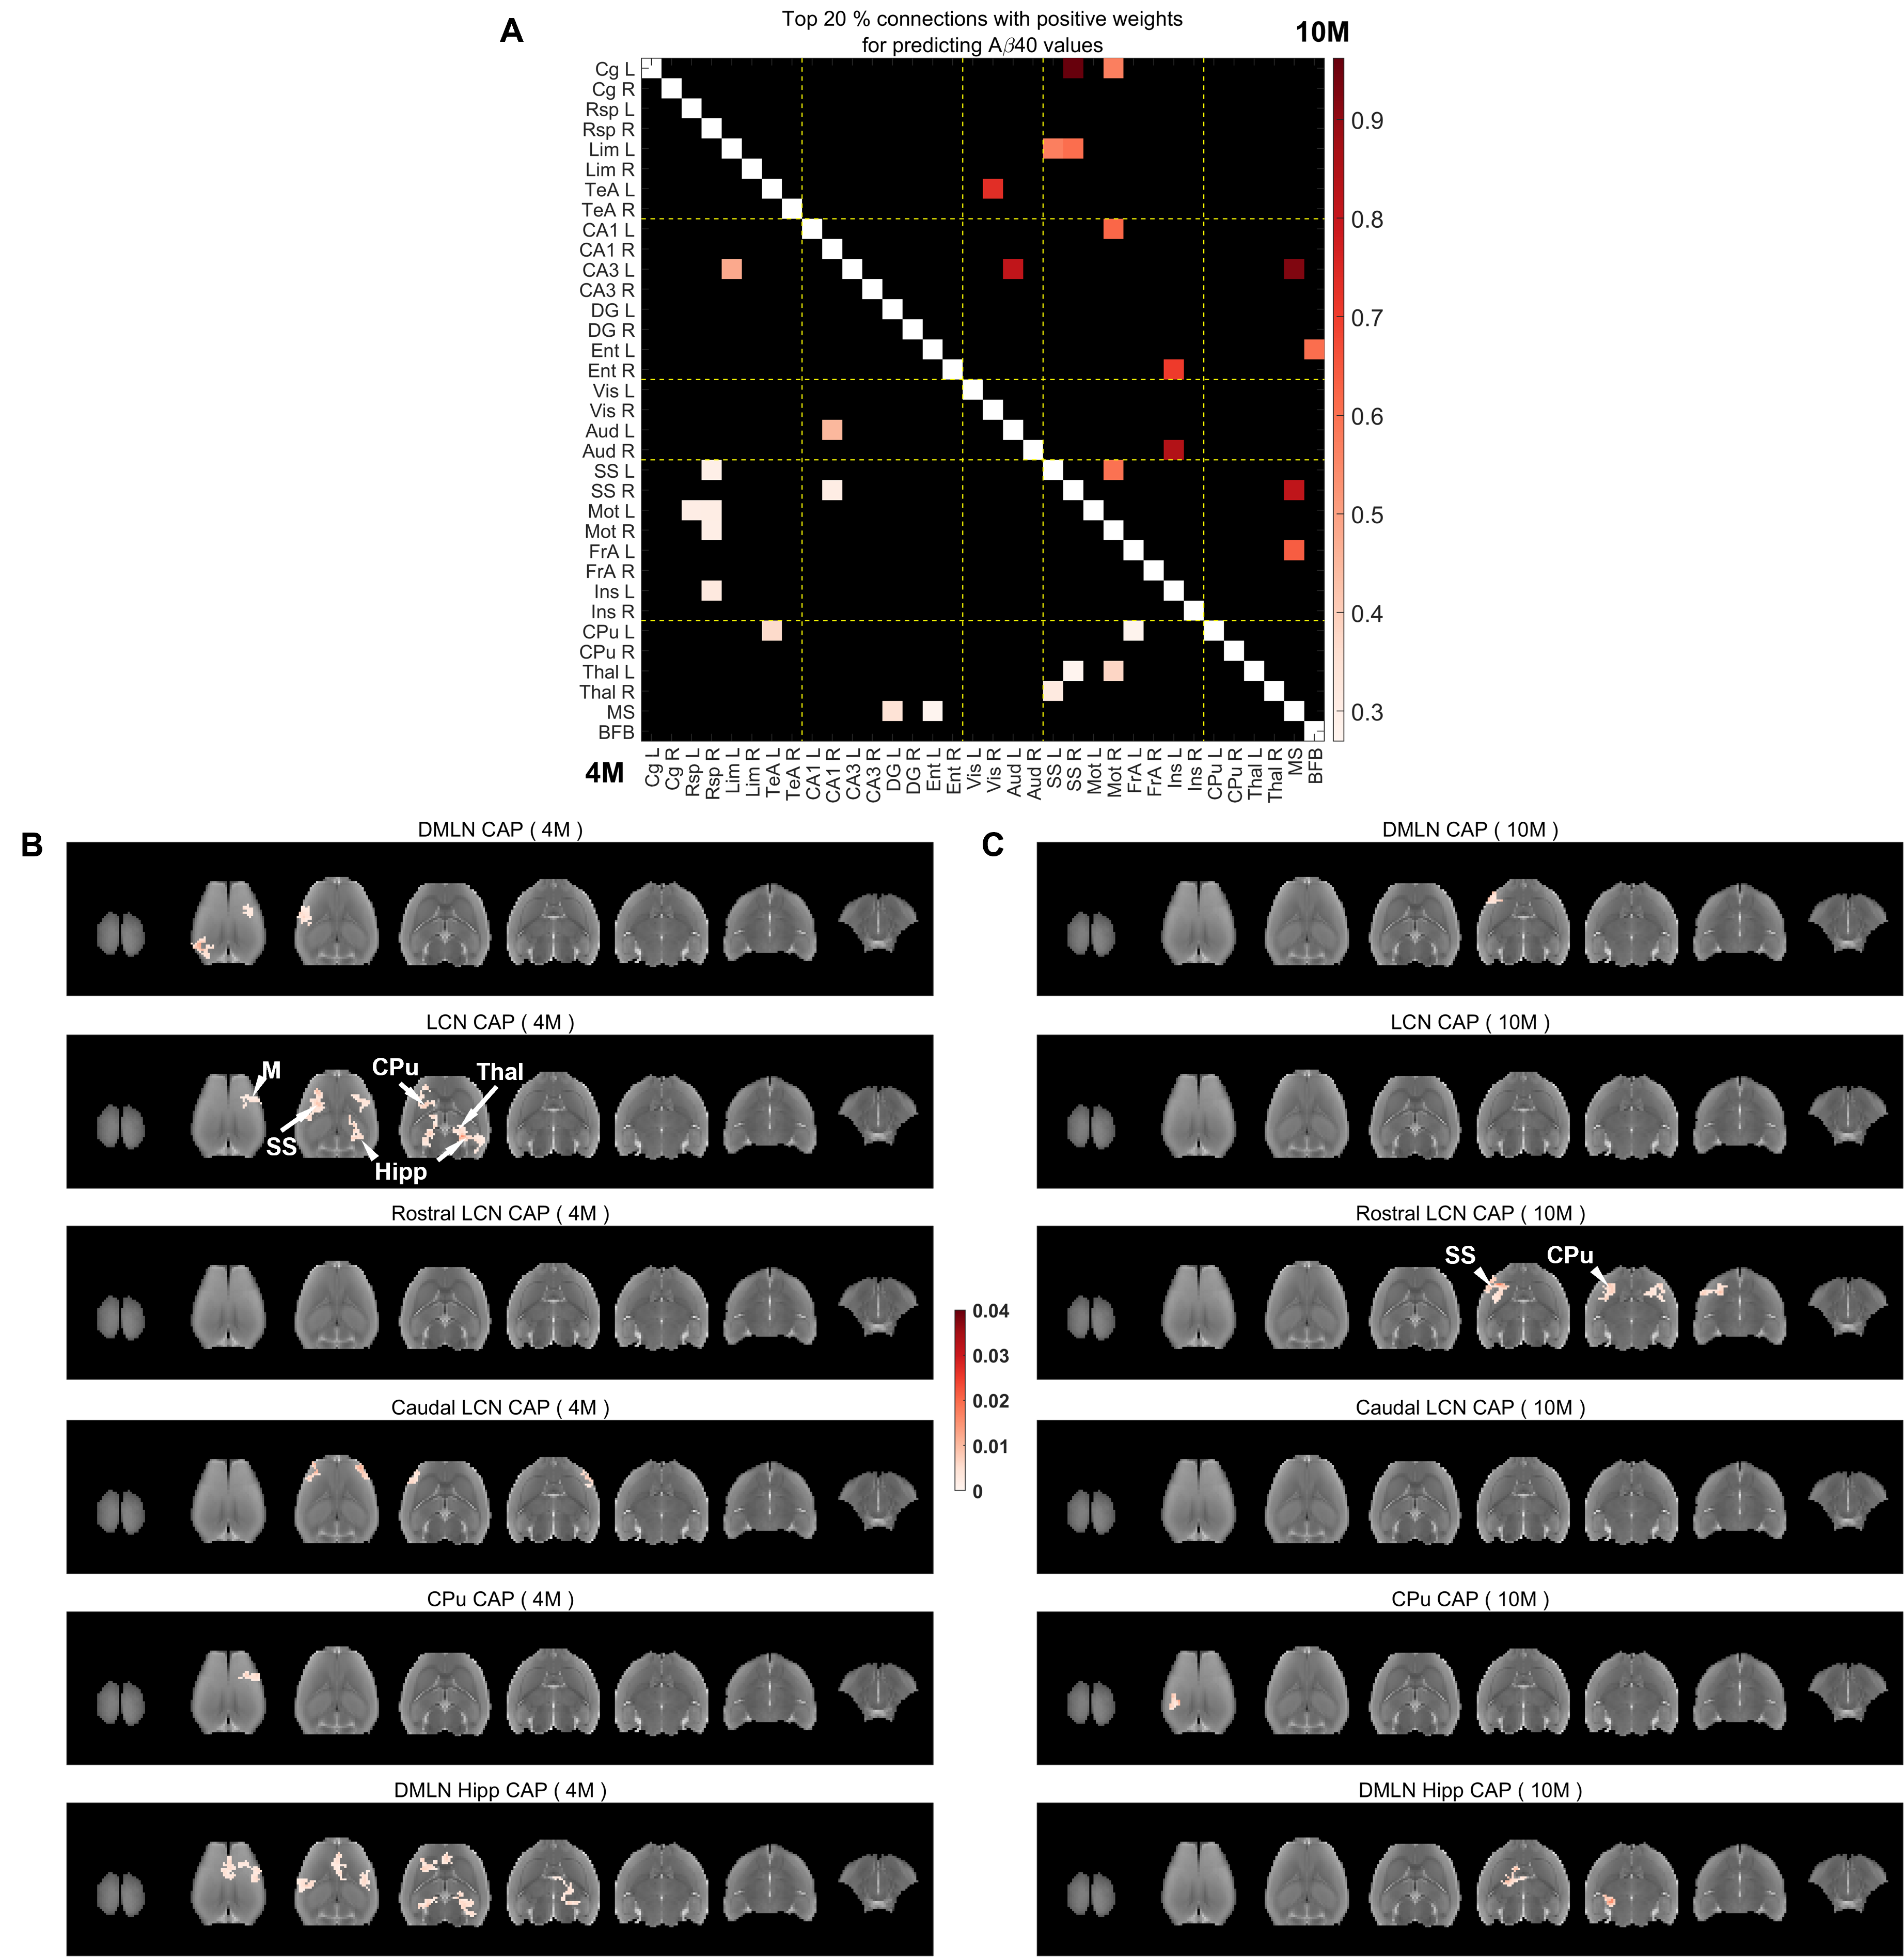 A
Top 20 % connections with positive weights
for predicting Aβ40 values
10M
Cg L
Cg R
Rsp L
Rsp R
Lim L
Lim R
TeA L
TeA R
CA1 L
CA1 R
CA3 L
CA3 R
DG L
DG R
Ent L
Ent R
Vis L
Vis R
Aud L
Aud R
SS L
SS R
Mot L
Mot R
FrA L
FrA R
Ins L
Ins R
CPu L
CPu R
Thal L
Thal R
MS
BFB
0.9
0.8
0.7
0.6
0.5
0.4
0.3
4M
Cg L
Cg R
Rsp L
Rsp R
Lim L
Lim R
TeA L
TeA R
CA1 L
CA1 R
CA3 L
CA3 R
DG L
DG R
Ent L
Ent R
Vis L
Vis R
Aud L
Aud R
SS L
SS R
Mot L
Mot R
FrA L
FrA R
Ins L
Ins R
CPu L
CPu R
Thal L
Thal R
MS
BFB
B
DMLN CAP ( 4M )
LCN CAP ( 4M )
M
CPu
Thal
SS
Hipp
Rostral LCN CAP ( 4M )
Caudal LCN CAP ( 4M )
CPu CAP ( 4M )
DMLN Hipp CAP ( 4M )
0.04
0.03
0.02
0.01
0
C
DMLN CAP ( 10M )
LCN CAP ( 10M )
Rostral LCN CAP ( 10M )
SS
CPu
Caudal LCN CAP ( 10M )
CPu CAP ( 10M )
DMLN Hipp CAP ( 10M )